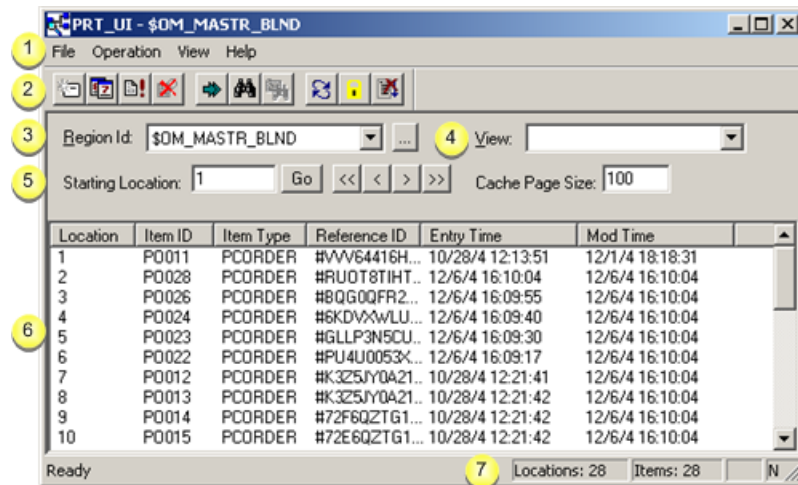 PRT_UI - $OM_MASTR_BLND
1 File Operation View Help
2
3 Region Id: $OM_MASTR_BLND ... 4 View:
5 Starting Location: 1 Go << < > >> Cache Page Size: 100
Location Item ID Item Type Reference ID Entry Time Mod Time
1 PO011 PCORDER #VVV64416H... 10/28/4 12:13:51 12/1/4 18:18:31
2 PO028 PCORDER #RUOT8TIHT... 12/6/4 16:10:04 12/6/4 16:10:04
3 PO026 PCORDER #BQG0QFR2... 12/6/4 16:09:55 12/6/4 16:10:04
4 PO024 PCORDER #6KDVXWLU... 12/6/4 16:09:40 12/6/4 16:10:04
5 PO023 PCORDER #GLLP3N5CU... 12/6/4 16:09:30 12/6/4 16:10:04
6
6 PO022 PCORDER #PU4U0053X... 12/6/4 16:09:17 12/6/4 16:10:04
7 PO012 PCORDER #K3Z5JY0A21... 10/28/4 12:21:41 12/6/4 16:10:04
8 PO013 PCORDER #K3Z5JY0A21... 10/28/4 12:21:42 12/6/4 16:10:04
9 PO014 PCORDER #72F6QZTG1... 10/28/4 12:21:42 12/6/4 16:10:04
10 PO015 PCORDER #72E6QZTG1... 10/28/4 12:21:42 12/6/4 16:10:04
Ready 7 Locations: 28 Items: 28 N